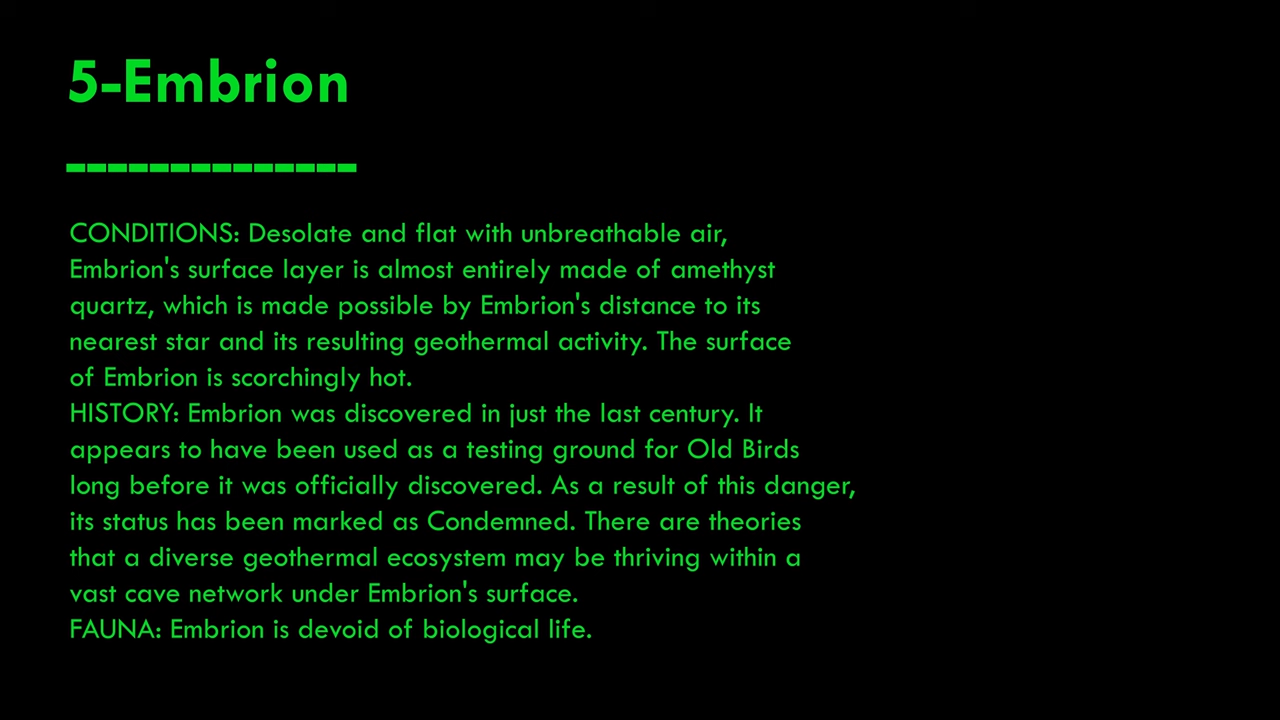 5-Embrion
--------------
CONDITIONS: Desolate and flat with unbreathable air,
Embrion's surface layer is almost entirely made of amethyst
quartz, which is made possible by Embrion's distance to its
nearest star and its resulting geothermal activity. The surface
of Embrion is scorchingly hot.
HISTORY: Embrion was discovered in just the last century. It
appears to have been used as a testing ground for Old Birds
long before it was officially discovered. As a result of this danger,
its status has been marked as Condemned. There are theories
that a diverse geothermal ecosystem may be thriving within a
vast cave network under Embrion's surface.
FAUNA: Embrion is devoid of biological life.